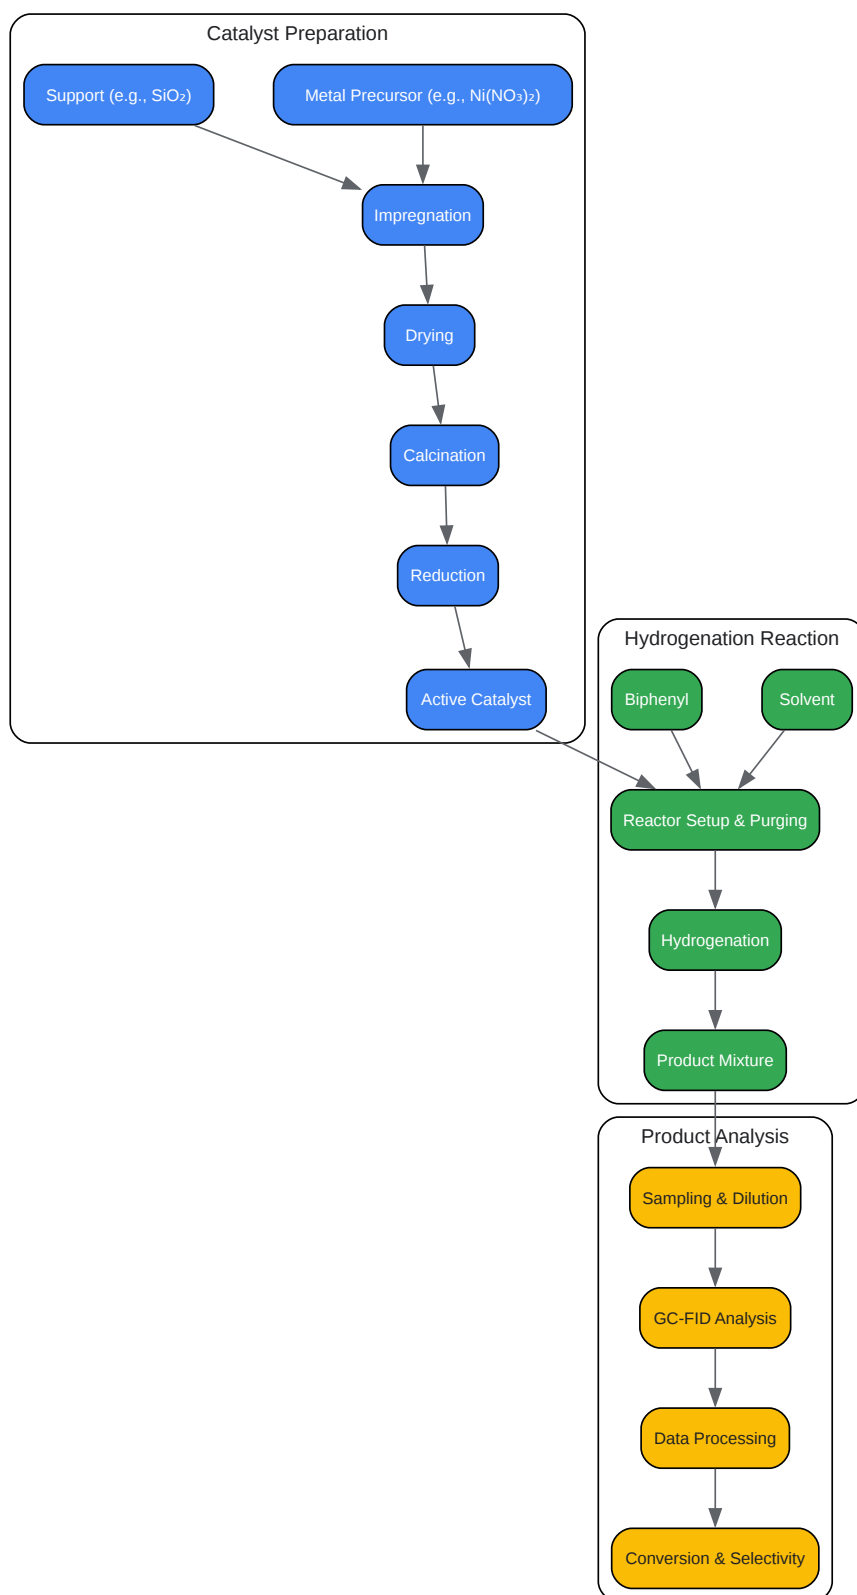 Catalyst Preparation
Support (e.g., SiO₂)
Metal Precursor (e.g., Ni(NO₃)₂)
Impregnation
Drying
Calcination
Reduction
Active Catalyst
Hydrogenation Reaction
Biphenyl
Solvent
Reactor Setup & Purging
Hydrogenation
Product Mixture
Product Analysis
Sampling & Dilution
GC-FID Analysis
Data Processing
Conversion & Selectivity